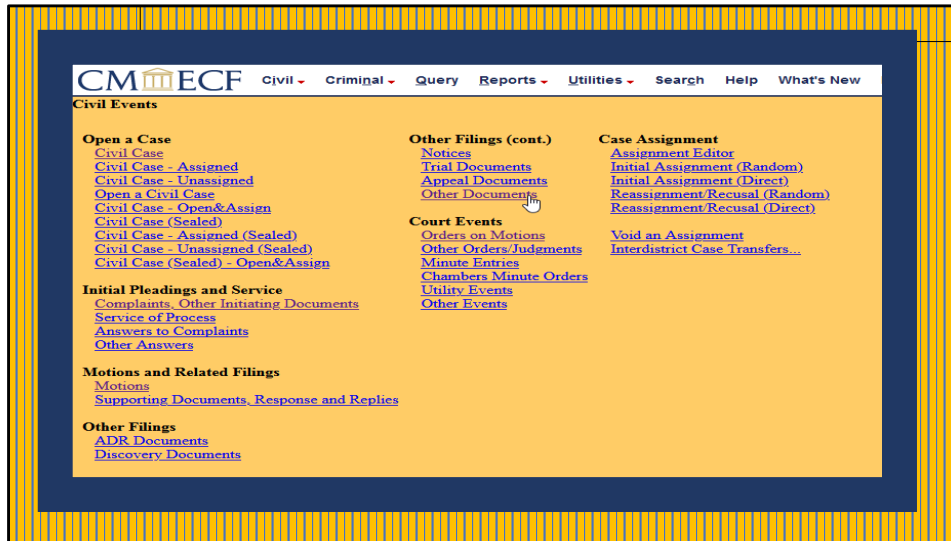 CM ECF Civil Criminal Query Reports Utilities Search Help What's New
Civil Events
Open a Case
Civil Case
Civil Case - Assigned
Civil Case - Unassigned
Open a Civil Case
Civil Case - Open&Assign
Civil Case (Sealed)
Civil Case - Assigned (Sealed)
Civil Case - Unassigned (Sealed)
Civil Case (Sealed) - Open&Assign
Initial Pleadings and Service
Complaints, Other Initiating Documents
Service of Process
Answers to Complaints
Other Answers
Motions and Related Filings
Motions
Supporting Documents, Response and Replies
Other Filings
ADR Documents
Discovery Documents
Other Filings (cont.)
Notices
Trial Documents
Appeal Documents
Other Documents
Court Events
Orders on Motions
Other Orders/Judgments
Minute Entries
Chambers Minute Orders
Utility Events
Other Events
Case Assignment
Assignment Editor
Initial Assignment (Random)
Initial Assignment (Direct)
Reassignment/Recusal (Random)
Reassignment/Recusal (Direct)
Void an Assignment
Interdistrict Case Transfers...